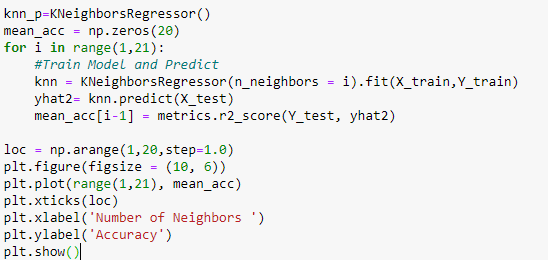 knn_p=KNeighborsRegressor()
mean_acc = np.zeros(20)
for i in range(1,21):
    #Train Model and Predict
    knn = KNeighborsRegressor(n_neighbors = i).fit(X_train,Y_train)
    yhat2= knn.predict(X_test)
    mean_acc[i-1] = metrics.r2_score(Y_test, yhat2)

loc = np.arange(1,20,step=1.0)
plt.figure(figsize = (10, 6))
plt.plot(range(1,21), mean_acc)
plt.xticks(loc)
plt.xlabel('Number of Neighbors ')
plt.ylabel('Accuracy')
plt.show()